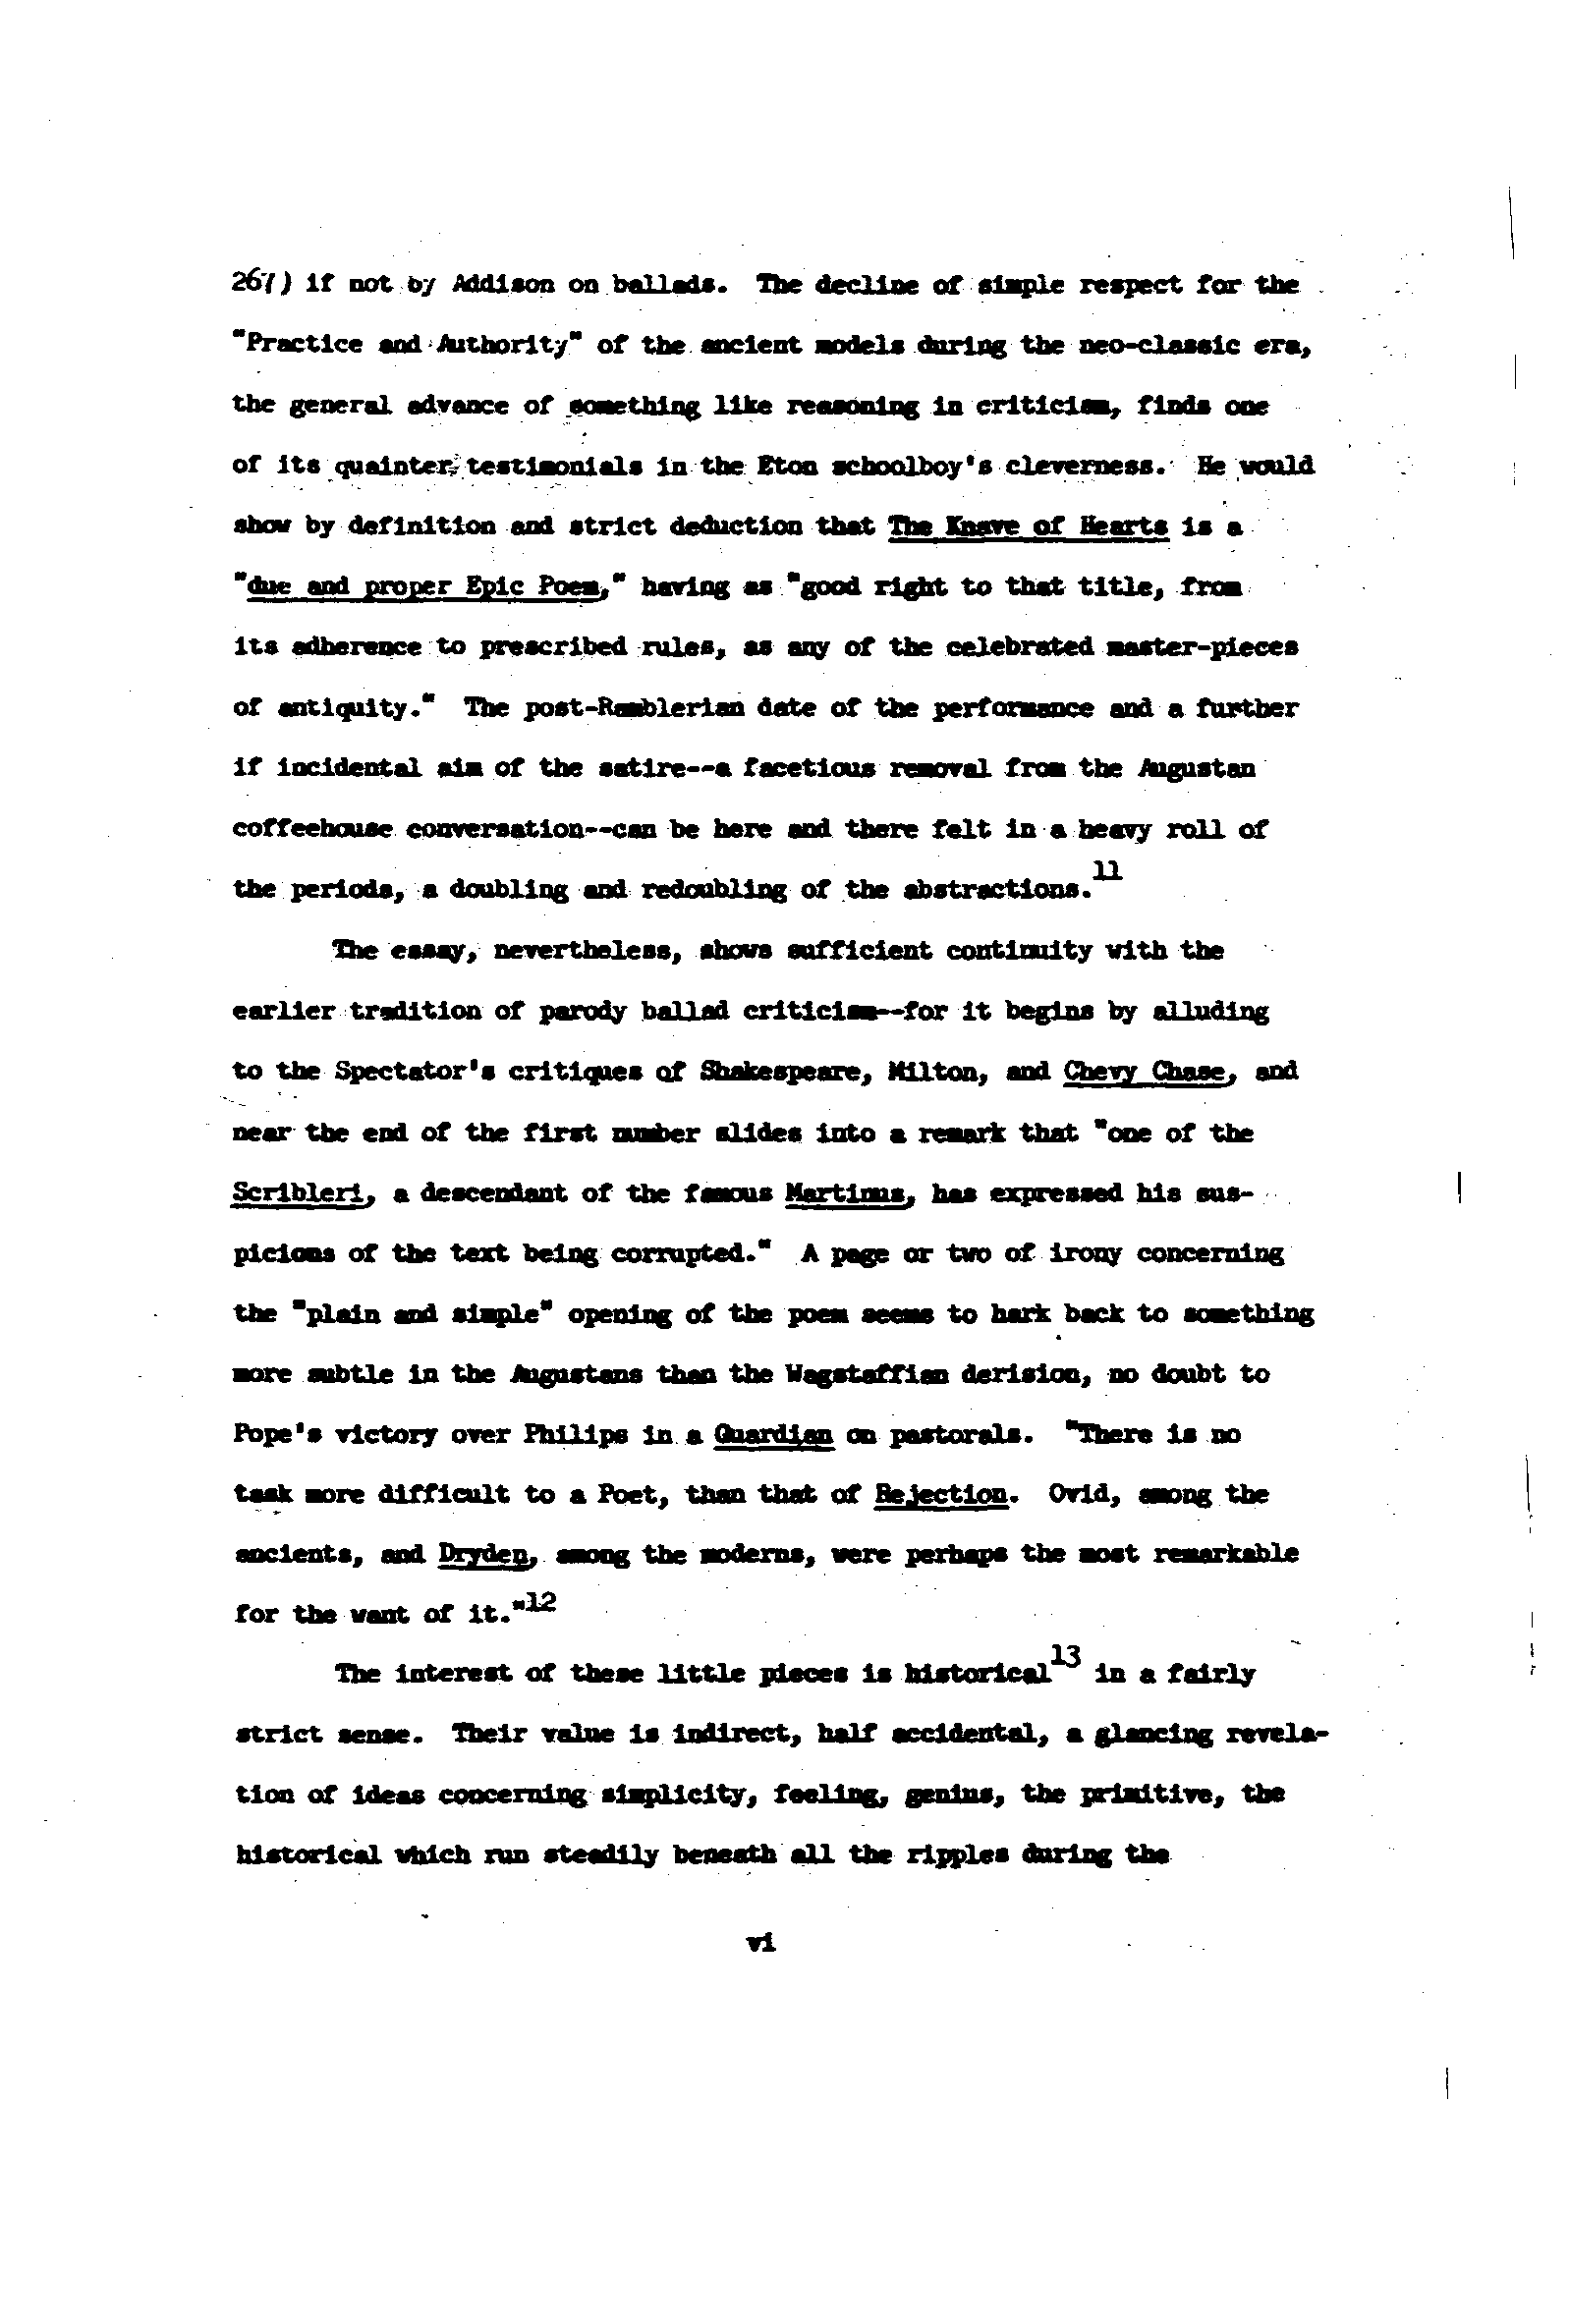 267) if not by Addison on ballads. The decline of simple respect for the
"Practice and Authority" of the ancient models during the neo-classic era,
the general advance of something like reasoning in criticism, finds one
of its quainter testimonials in the Eton schoolboy's cleverness. He would
show by definition and strict deduction that The Knave of Hearts is a
"due and proper Epic Poem," having as "good right to that title, from
its adherence to prescribed rules, as any of the celebrated master-pieces
of antiquity." The post-Ramblerian date of the performance and a further
if incidental aim of the satire--a facetious removal from the Augustan
coffeehouse conversation--can be here and there felt in a heavy roll of
the periods, a doubling and redoubling of the abstractions.11
The essay, nevertheless, shows sufficient continuity with the
earlier tradition of parody ballad criticism--for it begins by alluding
to the Spectator's critiques of Shakespeare, Milton, and Chevy Chase, and
near the end of the first number slides into a remark that "one of the
Scribleri, a descendant of the famous Martinus, has expressed his sus-
picions of the text being corrupted." A page or two of irony concerning
the "plain and simple" opening of the poem seems to hark back to something
more subtle in the Augustans than the Wagstaffian derision, no doubt to
Pope's victory over Philips in a Guardian on pastorals. "There is no
task more difficult to a Poet, than that of Rejection. Ovid, among the
ancients, and Dryden, among the moderns, were perhaps the most remarkable
for the want of it."12
The interest of these little pieces is historical13 in a fairly
strict sense. Their value is indirect, half accidental, a glancing revela-
tion of ideas concerning simplicity, feeling, genius, the primitive, the
historical which run steadily beneath all the ripples during the
vi